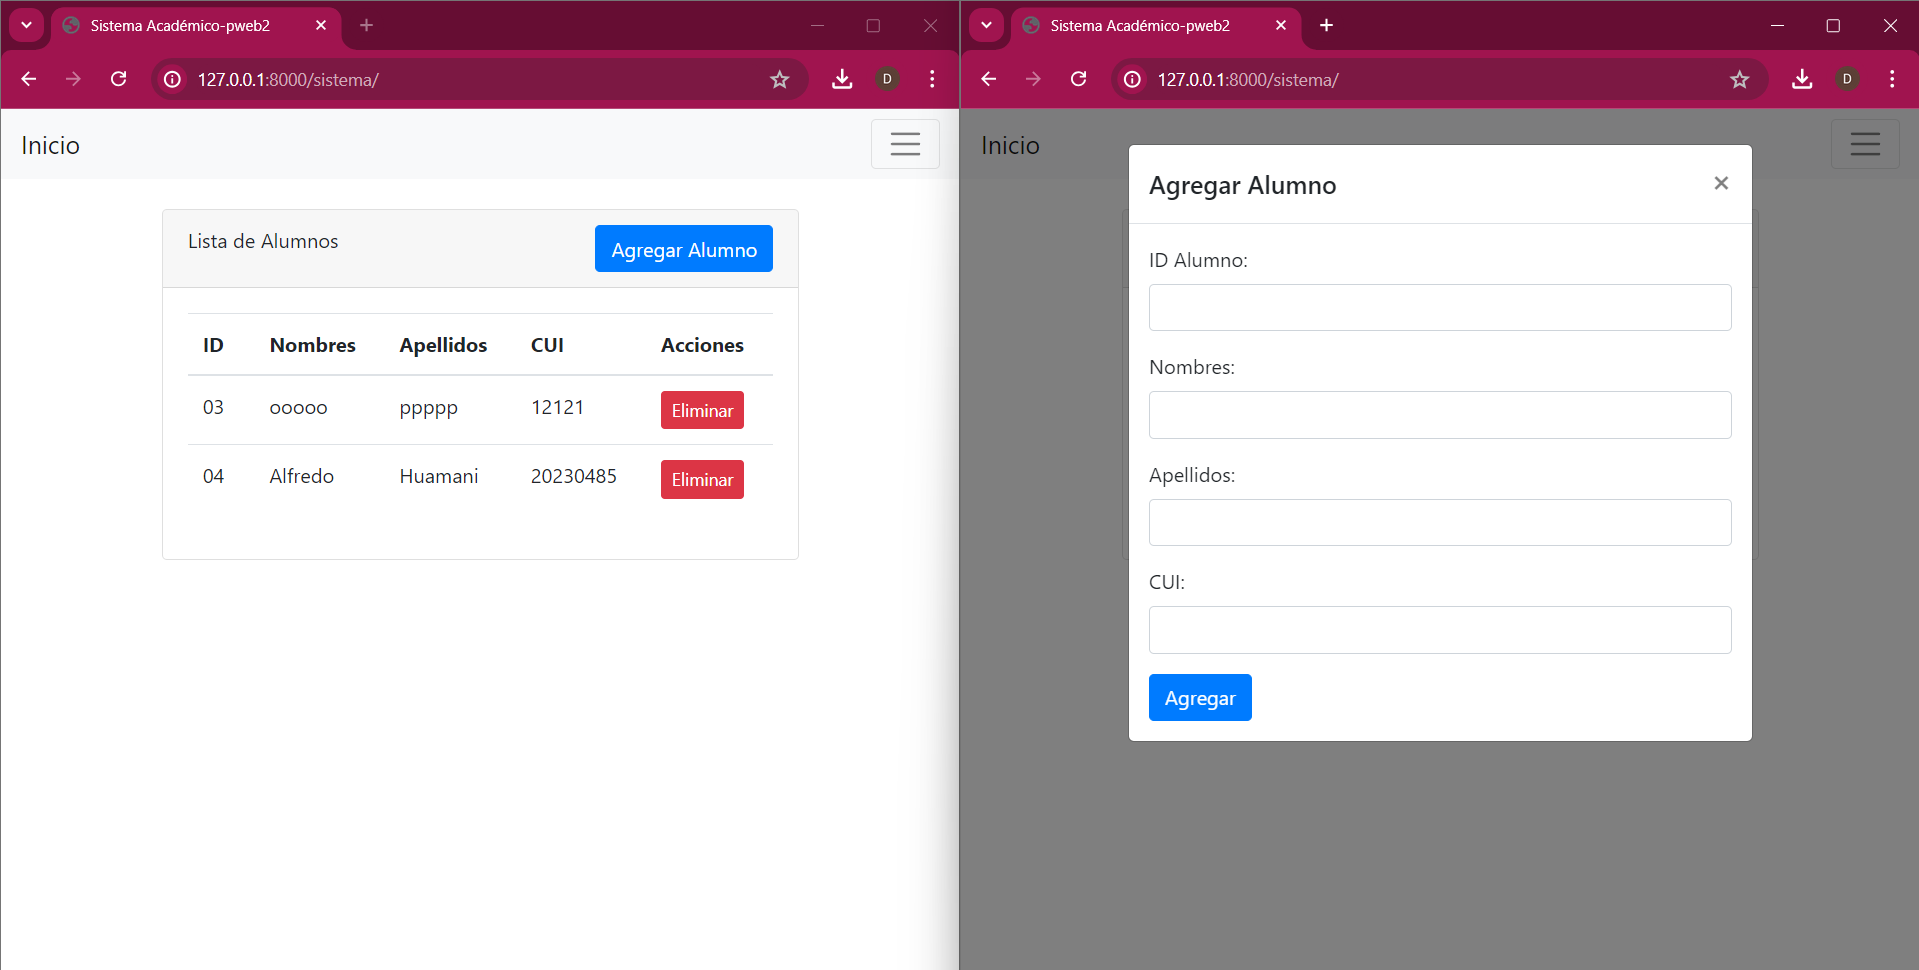 Sistema Académico-pweb2
127.0.0.1:8000/sistema/
D
Inicio
Lista de Alumnos
Agregar Alumno
ID Nombres Apellidos CUI Acciones
03 ooooo ppppp 12121 Eliminar
04 Alfredo Huamani 20230485 Eliminar
Sistema Académico-pweb2
127.0.0.1:8000/sistema/
D
Inicio
Agregar Alumno
ID Alumno:
Nombres:
Apellidos:
CUI:
Agregar